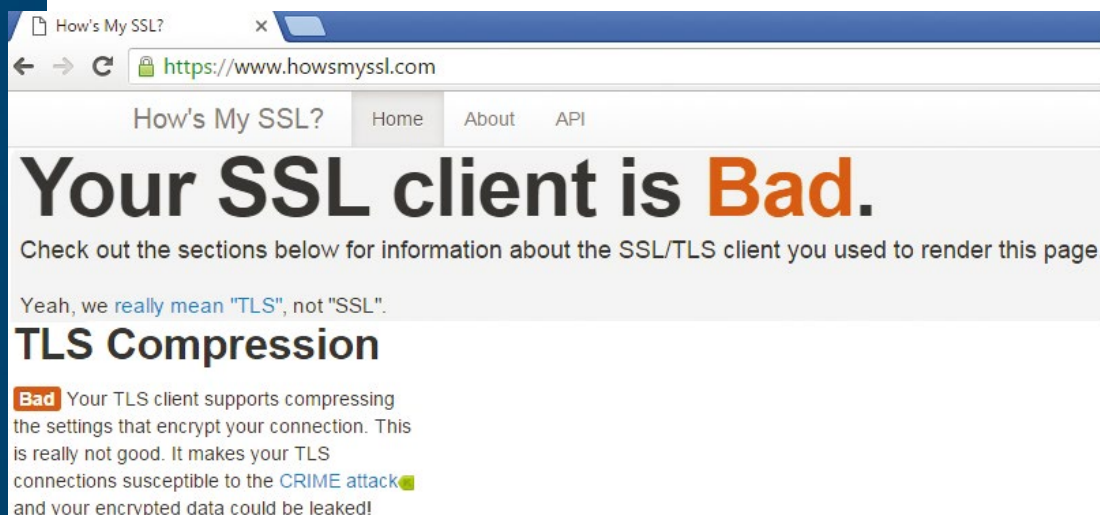 How's My SSL?
https://www.howsmyssl.com
How's My SSL? Home About API
Your SSL client is Bad.
Check out the sections below for information about the SSL/TLS client you used to render this page
Yeah, we really mean "TLS", not "SSL".
TLS Compression
Bad Your TLS client supports compressing
the settings that encrypt your connection. This
is really not good. It makes your TLS
connections susceptible to the CRIME attack
and your encrypted data could be leaked!